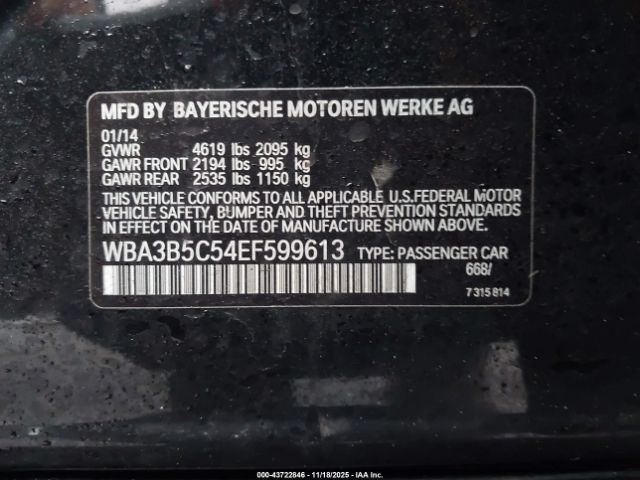 MFD BY BAYERISCHE MOTOREN WERKE AG
01/14
GVWR 4619 lbs 2095 kg
GAWR FRONT 2194 lbs 995 kg
GAWR REAR 2535 lbs 1150 kg
THIS VEHICLE CONFORMS TO ALL APPLICABLE U.S.FEDERAL MOTOR
VEHICLE SAFETY, BUMPER AND THEFT PREVENTION STANDARDS
IN EFFECT ON THE DATE OF MANUFACTURE SHOWN ABOVE.
WBA3B5C54EF599613 TYPE: PASSENGER CAR
668/
7315814
000-43722846 - 11/18/2025 - IAA Inc.